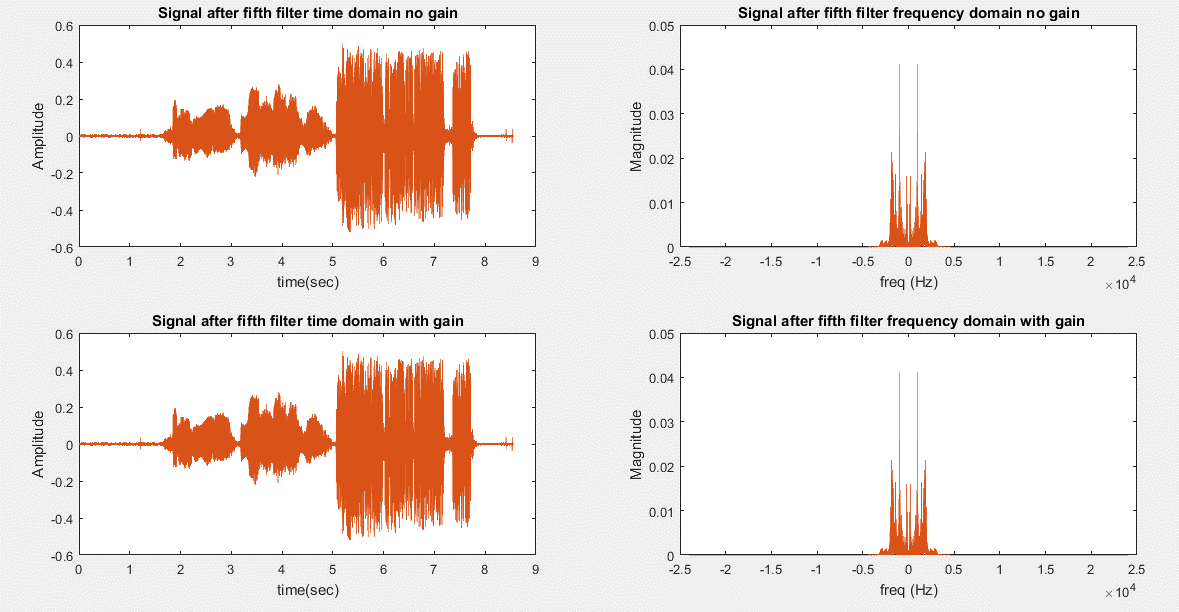 Signal after fifth filter time domain no gain
0.6
0.4
0.2
0
-0.2
-0.4
-0.6
Amplitude
0 1 2 3 4 5 6 7 8 9
time(sec)
Signal after fifth filter frequency domain no gain
0.05
0.04
0.03
0.02
0.01
0
Magnitude
-2.5 -2 -1.5 -1 -0.5 0 0.5 1 1.5 2 2.5
freq (Hz)
×10^4
Signal after fifth filter time domain with gain
0.6
0.4
0.2
0
-0.2
-0.4
-0.6
Amplitude
0 1 2 3 4 5 6 7 8 9
time(sec)
Signal after fifth filter frequency domain with gain
0.05
0.04
0.03
0.02
0.01
0
Magnitude
-2.5 -2 -1.5 -1 -0.5 0 0.5 1 1.5 2 2.5
freq (Hz)
×10^4